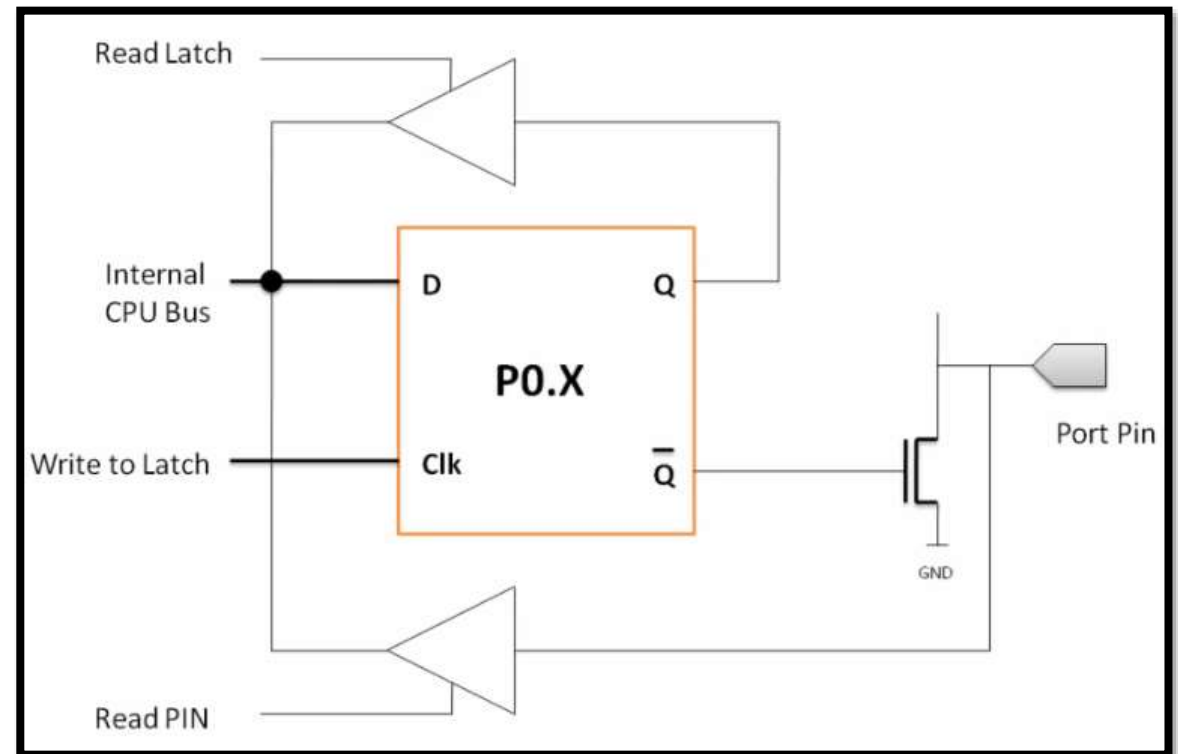 Read Latch
Internal
CPU Bus
D
Q
P0.X
Port Pin
Write to Latch
Clk
Q̅
GND
Read PIN